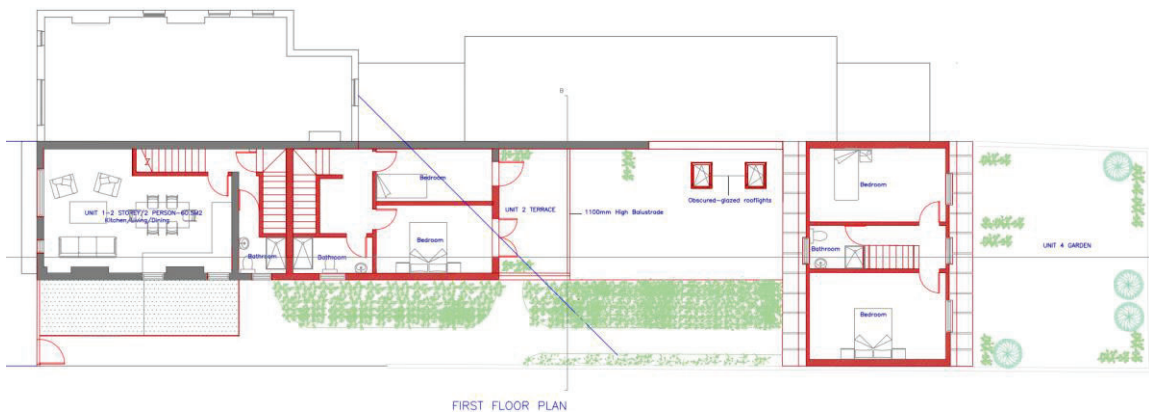 B
Bedroom
Bedroom
Obscured-glazed rooflights
UNIT 2 TERRACE
1100mm High Balustrade
UNIT 1-2 STOREY/2 PERSON-60.5M2
Kitchen/Living/Dining
Bedroom
UNIT 4 GARDEN
Bathroom
Bathroom
Bathroom
Bedroom
FIRST FLOOR PLAN